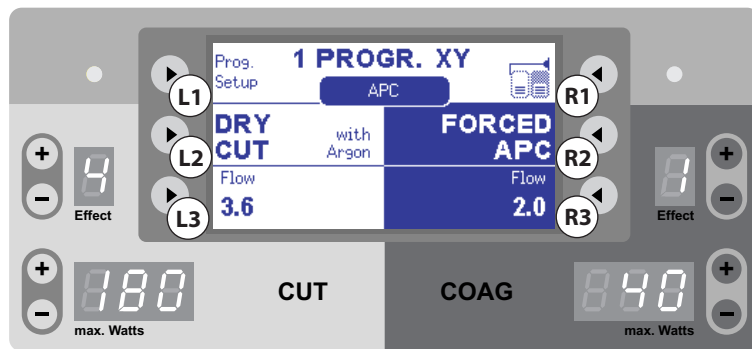 Prog. 1 PROGR. XY
Setup
APC
L1
R1
DRY
CUT
with
Argon
FORCED
APC
L2
R2
Flow
3.6
Flow
2.0
L3
R3
+
4
-
Effect
1
+
-
Effect
+
180
-
max. Watts
CUT
COAG
40
+
-
max. Watts